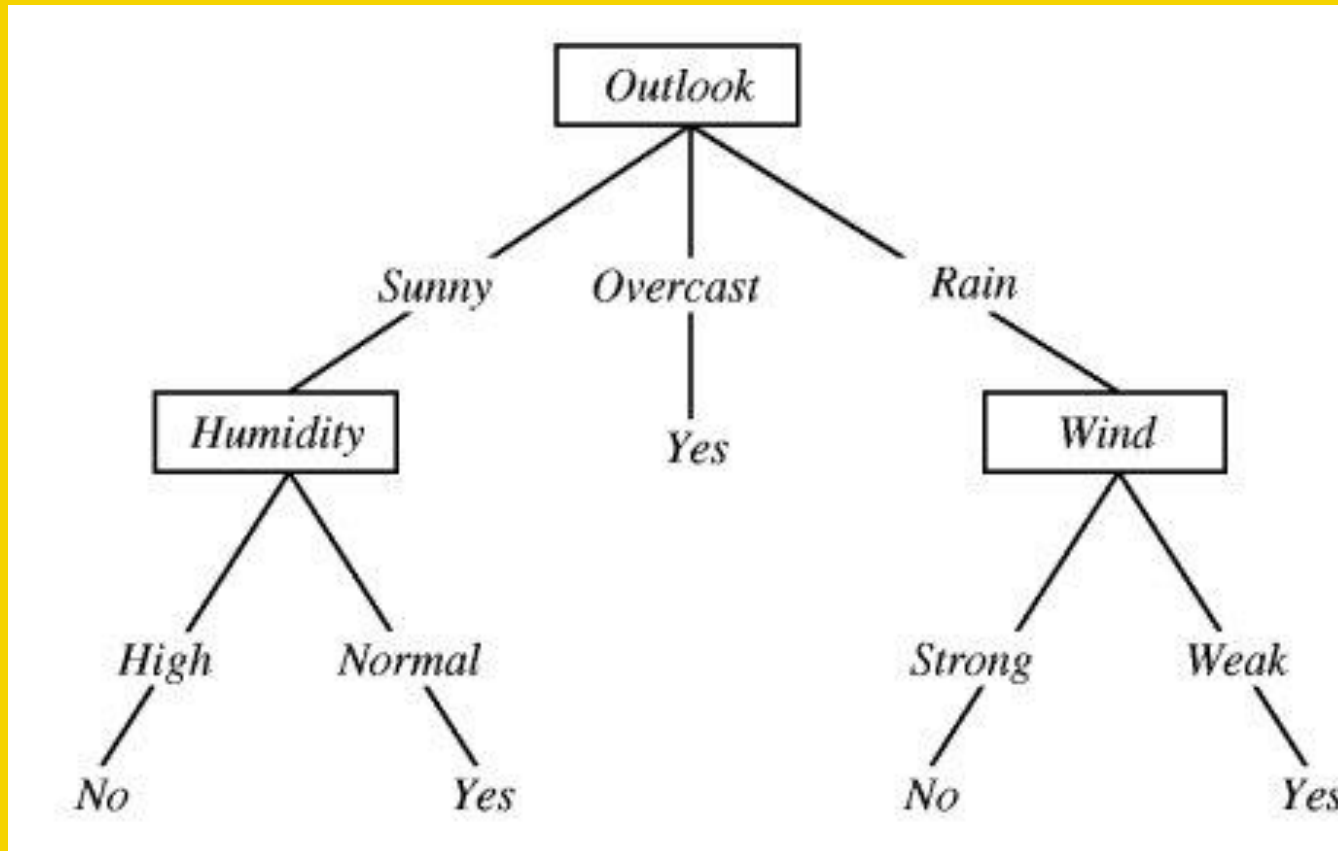 Outlook
Sunny Overcast Rain
Humidity Yes Wind
High Normal Strong Weak
No Yes No Yes